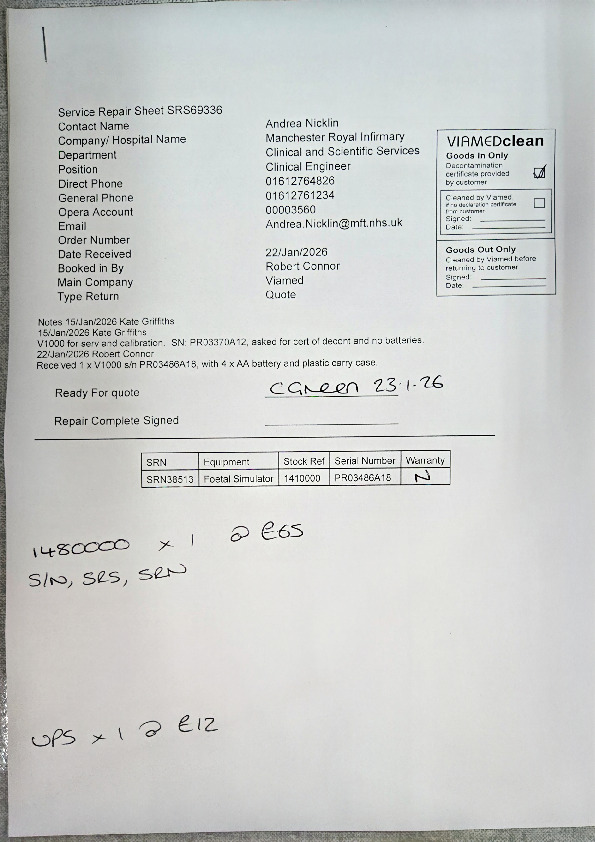 Service Repair Sheet SRS69336
Contact Name Andrea Nicklin
Company/ Hospital Name Manchester Royal Infirmary
Department Clinical and Scientific Services
Position Clinical Engineer
Direct Phone 01612764826
General Phone 01612761234
Opera Account 00003560
Email Andrea.Nicklin@mft.nhs.uk
Order Number
Date Received 22/Jan/2026
Booked in By Robert Connor
Main Company Viamed
Type Return Quote
VIAMEDclean
Goods In Only
Decontamination
certificate provided
by customer
Cleaned by Viamed
if no declaration certificate
from customer
Signed:
Date:
Goods Out Only
Cleaned by Viamed before
returning to customer
Signed:
Date:
Notes 15/Jan/2026 Kate Griffiths
15/Jan/2026 Kate Griffiths
V1000 for serv and calibration. SN: PR03370A12, asked for cert of decont and no batteries.
22/Jan/2026 Robert Connor
Received 1 x V1000 s/n PR03486A18, with 4 x AA battery and plastic carry case.
Ready For quote CGreen 23.1.26
Repair Complete Signed
SRN Equipment Stock Ref Serial Number Warranty
SRN38513 Foetal Simulator 1410000 PR03486A18 N
1480000 x 1 @ £65
S/N, SRS, SRN
UPS x 1 @ £12